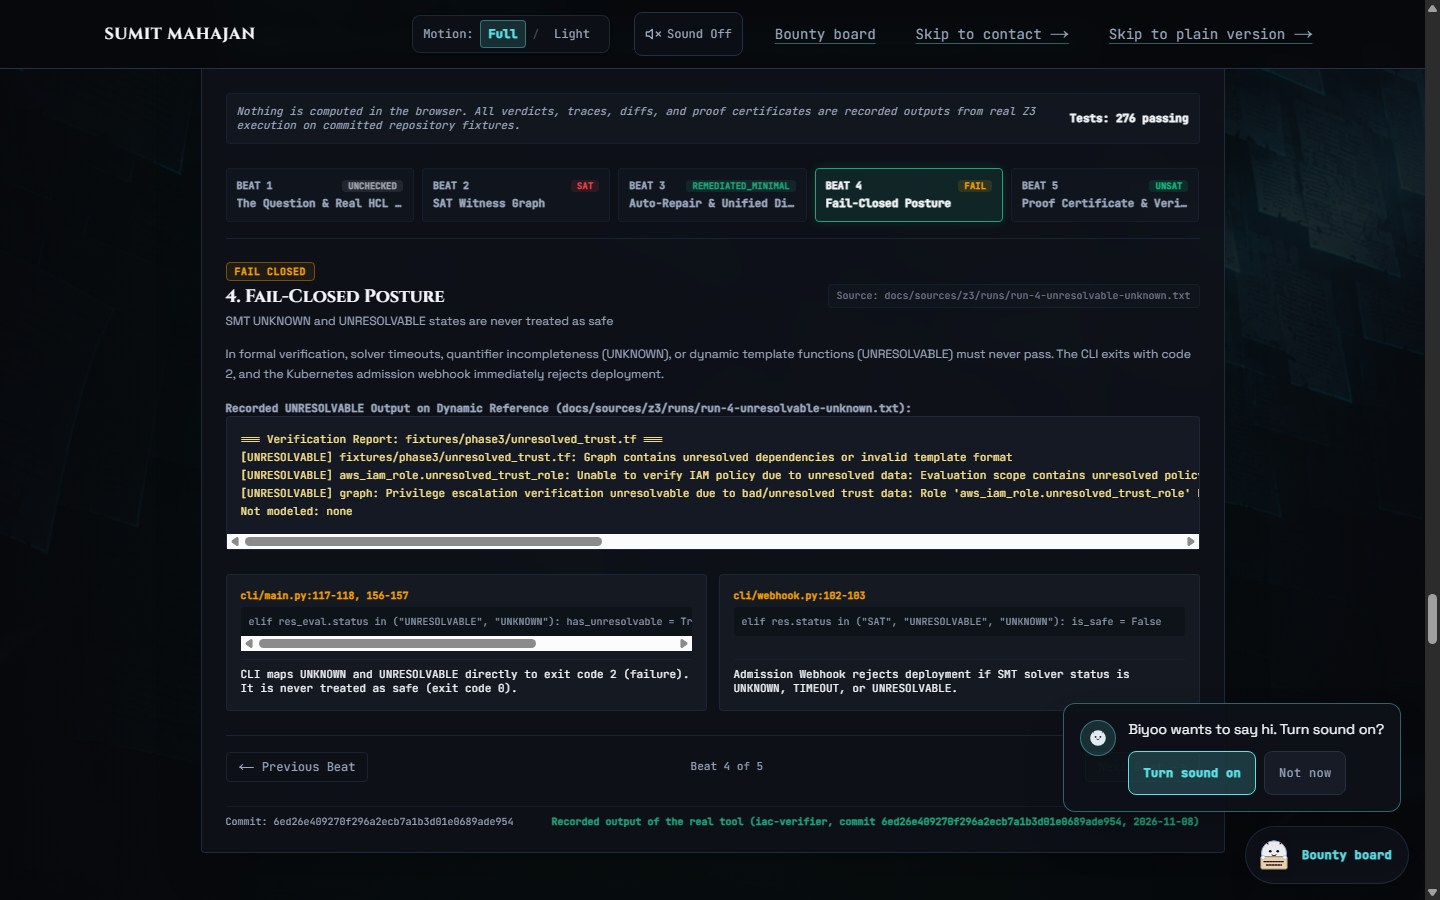 SUMIT MAHAJAN
Motion: Full / Light
Sound Off
Bounty board
Skip to contact →
Skip to plain version →
Nothing is computed in the browser. All verdicts, traces, diffs, and proof certificates are recorded outputs from real Z3
execution on committed repository fixtures.
Tests: 276 passing
BEAT 1 UNCHECKED
The Question & Real HCL …
BEAT 2 SAT
SAT Witness Graph
BEAT 3 REMEDIATED_MINIMAL
Auto-Repair & Unified Di…
BEAT 4 FAIL
Fail-Closed Posture
BEAT 5 UNSAT
Proof Certificate & Veri…
FAIL CLOSED
4. Fail-Closed Posture
Source: docs/sources/z3/runs/run-4-unresolvable-unknown.txt
SMT UNKNOWN and UNRESOLVABLE states are never treated as safe
In formal verification, solver timeouts, quantifier incompleteness (UNKNOWN), or dynamic template functions (UNRESOLVABLE) must never pass. The CLI exits with code
2, and the Kubernetes admission webhook immediately rejects deployment.
Recorded UNRESOLVABLE Output on Dynamic Reference (docs/sources/z3/runs/run-4-unresolvable-unknown.txt):
=== Verification Report: fixtures/phase3/unresolved_trust.tf ===
[UNRESOLVABLE] fixtures/phase3/unresolved_trust.tf: Graph contains unresolved dependencies or invalid template format
[UNRESOLVABLE] aws_iam_role.unresolved_trust_role: Unable to verify IAM policy due to unresolved data: Evaluation scope contains unresolved policy
[UNRESOLVABLE] graph: Privilege escalation verification unresolvable due to bad/unresolved trust data: Role 'aws_iam_role.unresolved_trust_role'
Not modeled: none
cli/main.py:117-118, 156-157
elif res_eval.status in ("UNRESOLVABLE", "UNKNOWN"): has_unresolvable = Tr
CLI maps UNKNOWN and UNRESOLVABLE directly to exit code 2 (failure).
It is never treated as safe (exit code 0).
cli/webhook.py:102-103
elif res.status in ("SAT", "UNRESOLVABLE", "UNKNOWN"): is_safe = False
Admission Webhook rejects deployment if SMT solver status is
UNKNOWN, TIMEOUT, or UNRESOLVABLE.
Biyoo wants to say hi. Turn sound on?
Turn sound on
Not now
← Previous Beat
Beat 4 of 5
Commit: 6ed26e409270f296a2ecb7a1b3d01e0689ade954
Recorded output of the real tool (iac-verifier, commit 6ed26e409270f296a2ecb7a1b3d01e0689ade954, 2026-11-08)
Bounty board